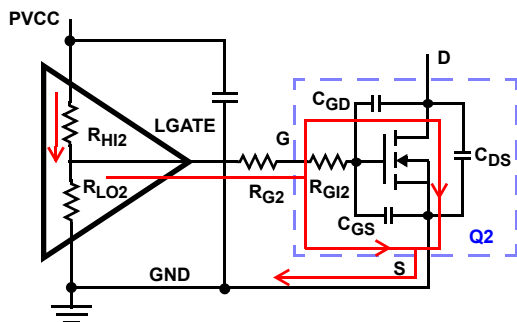 PVCC
D
CGD
RHI2
LGATE
G
CDS
RLO2
RG2
RGI2
CGS
Q2
GND
S